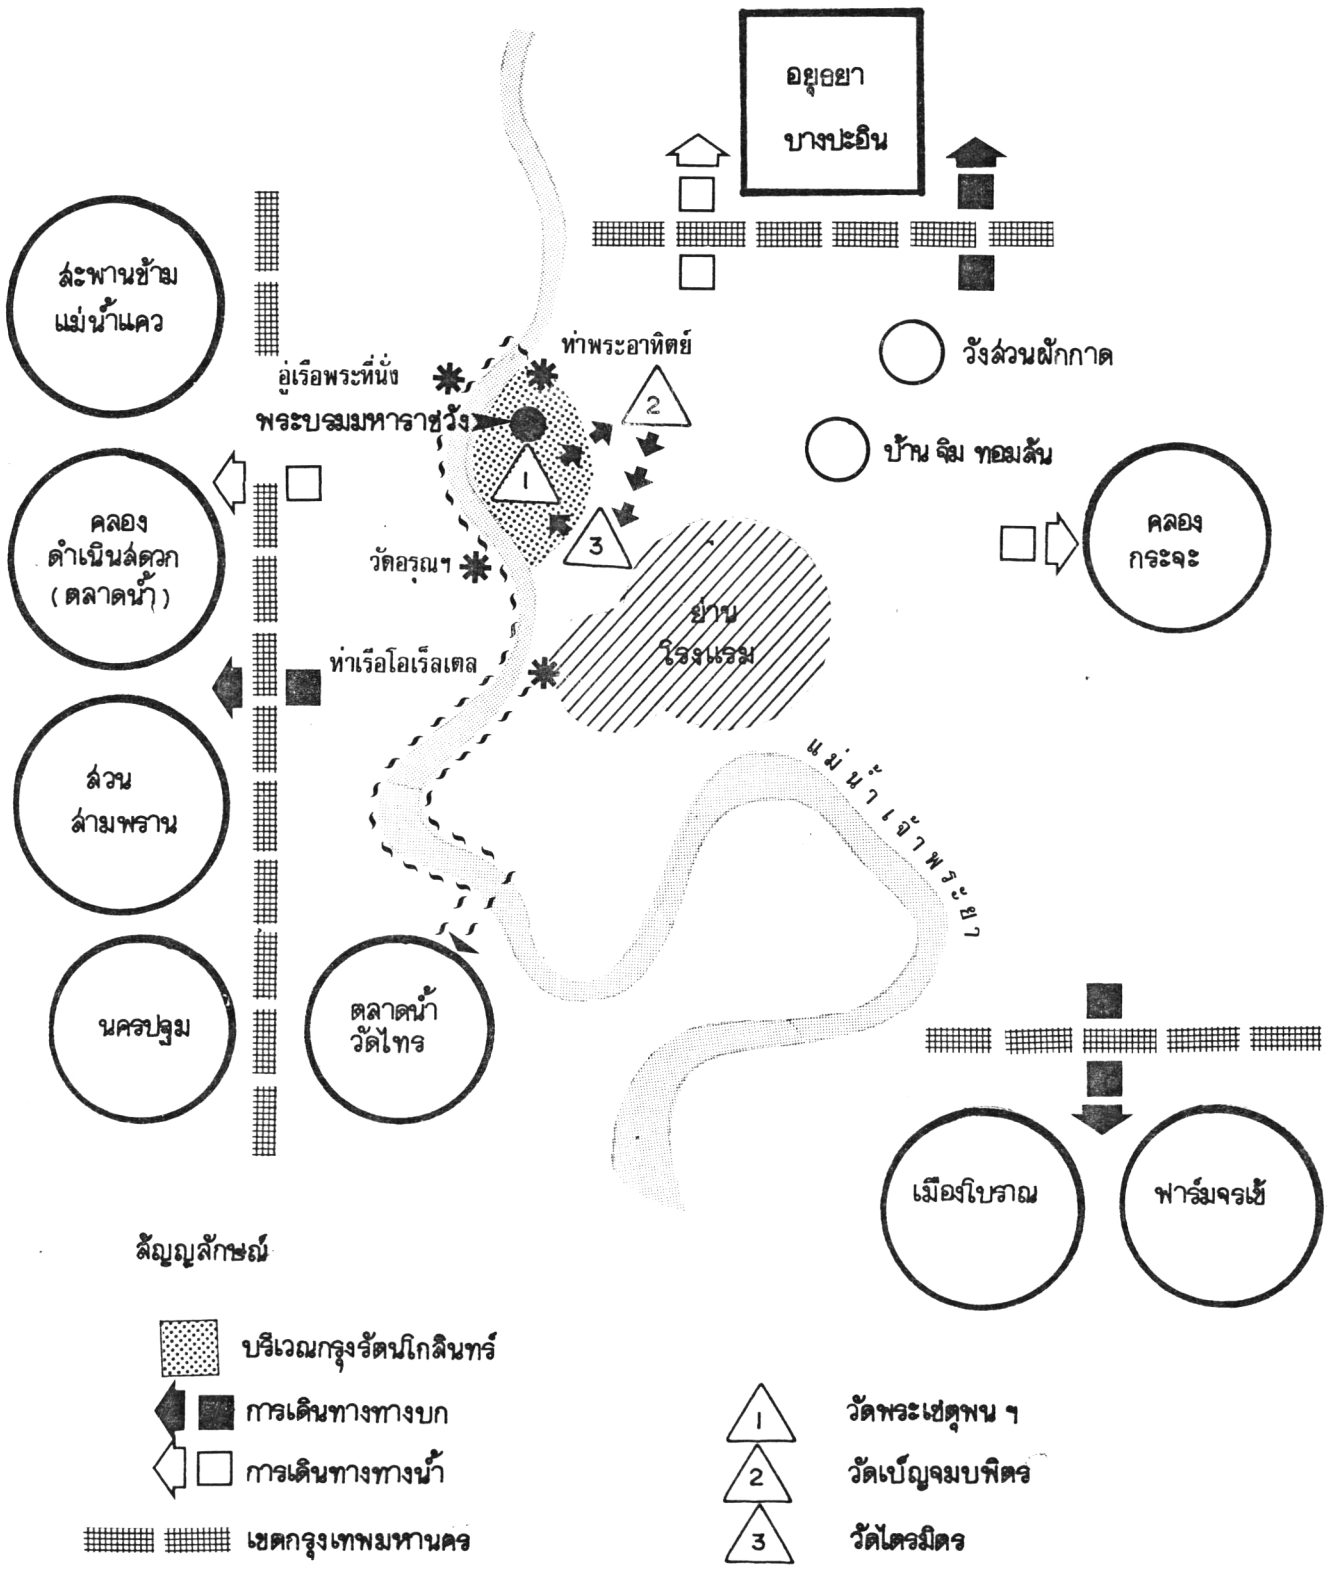 อยุธยา
บางปะอิน
สะพานข้าม
แม่น้ำแคว
ท่าพระอาทิตย์
อู่เรือพระที่นั่ง
พระบรมมหาราชวัง
วังสวนผักกาด
บ้าน จิม ทอมสัน
1
2
3
คลอง
ดำเนินสดวก
(ตลาดน้ำ)
คลอง
กระจะ
วัดอรุณฯ
ย่าน
โรงแรม
ท่าเรือโอเรียลเตล
สวน
สามพราน
แม่น้ำเจ้าพระยา
นครปฐม
ตลาดน้ำ
วัดไทร
เมืองโบราณ
ฟาร์มจรเข้
สัญญลักษณ์
บริเวณกรุงรัตนโกสินทร์
การเดินทางทางบก
การเดินทางทางน้ำ
เขตกรุงเทพมหานคร
1 วัดพระเชตุพน ฯ
2 วัดเบ็ญจมบพิตร
3 วัดไตรมิตร